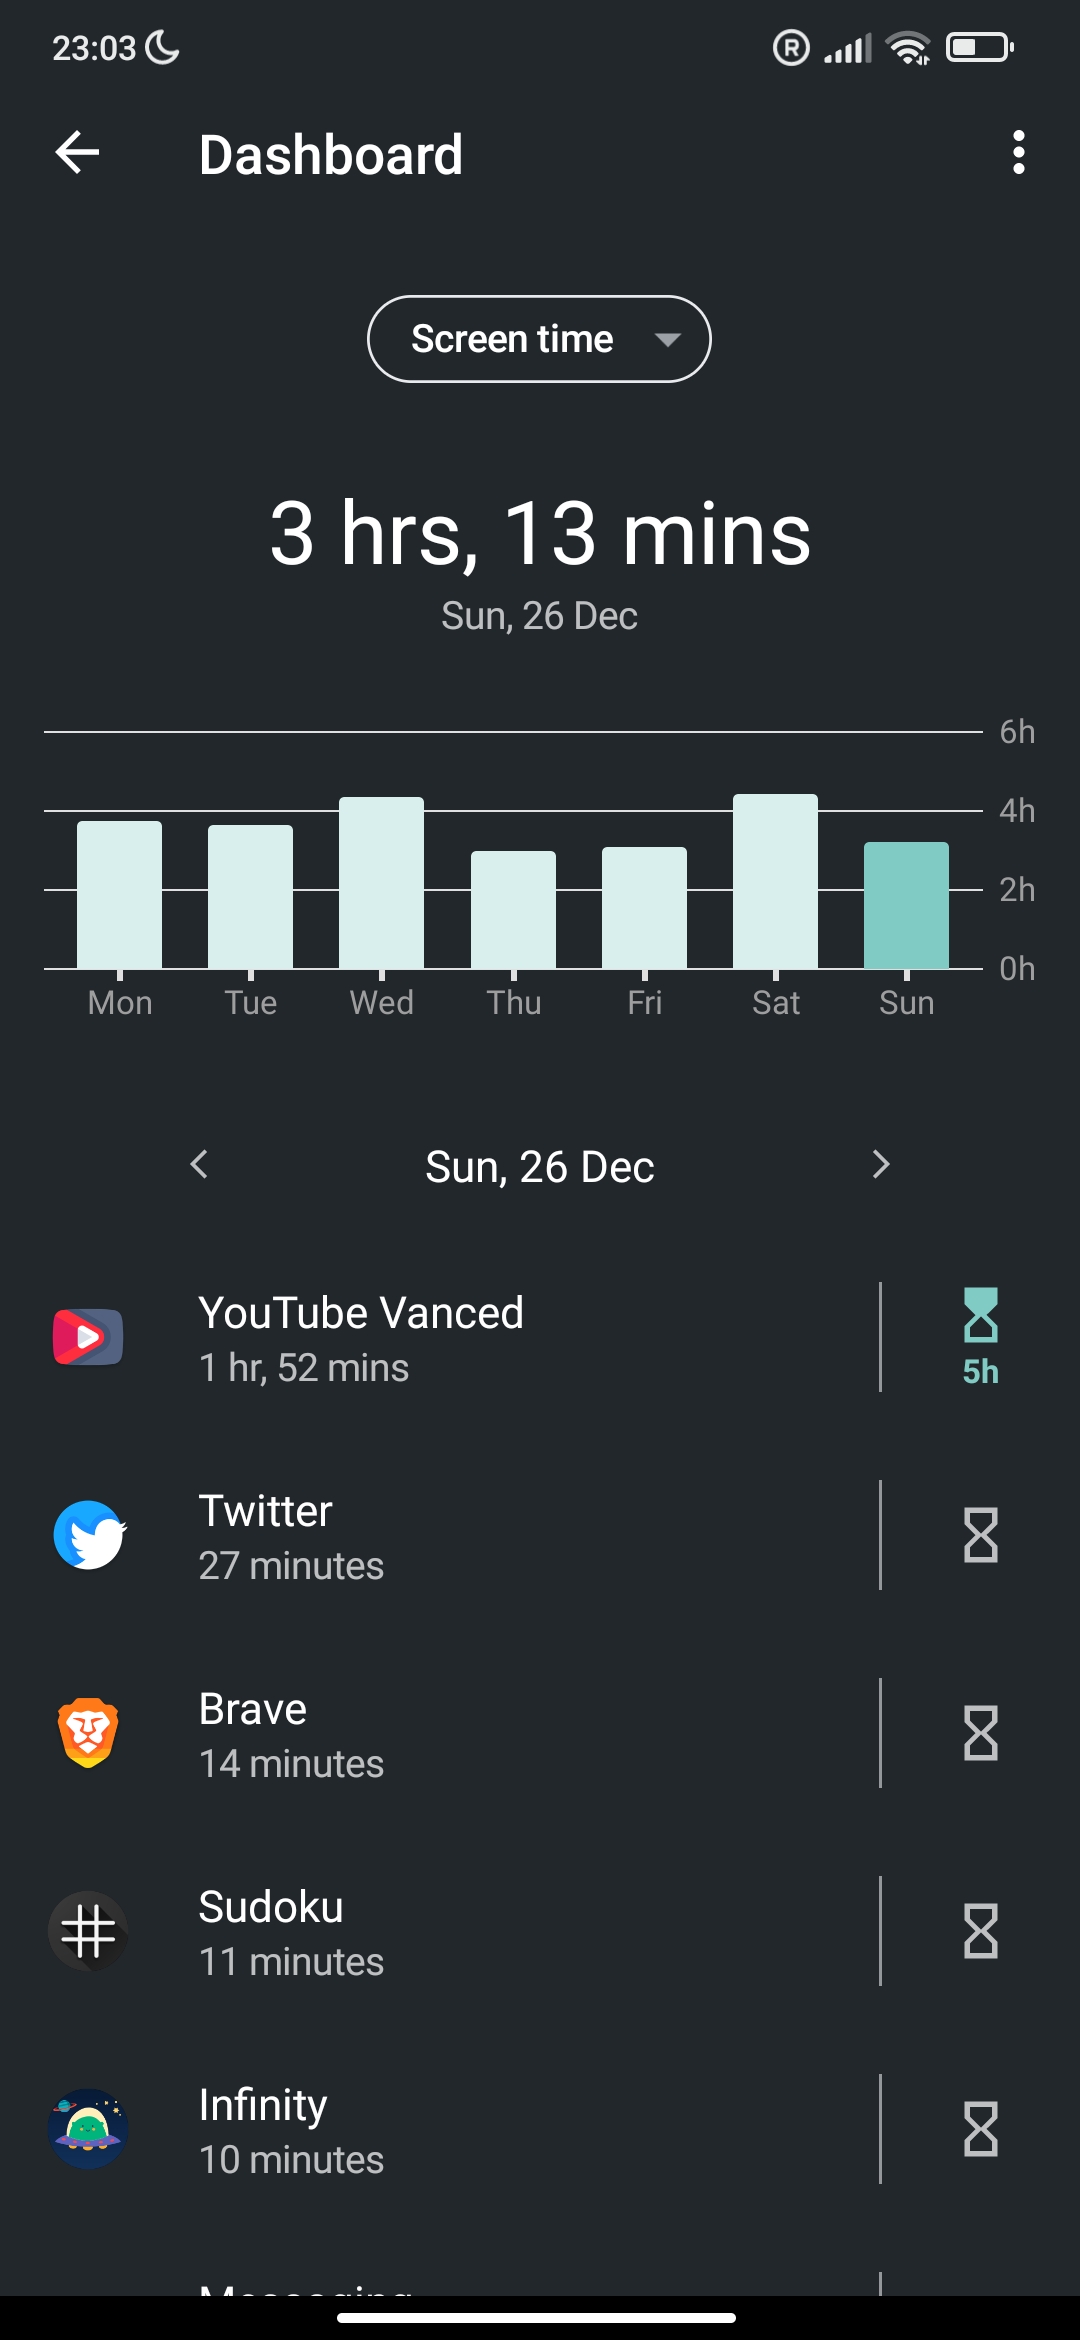 23:03
Dashboard
Screen time
3 hrs, 13 mins
Sun, 26 Dec
6h
4h
2h
0h
Mon Tue Wed Thu Fri Sat Sun
Sun, 26 Dec
YouTube Vanced
1 hr, 52 mins
5h
Twitter
27 minutes
Brave
14 minutes
Sudoku
11 minutes
Infinity
10 minutes
Messaging